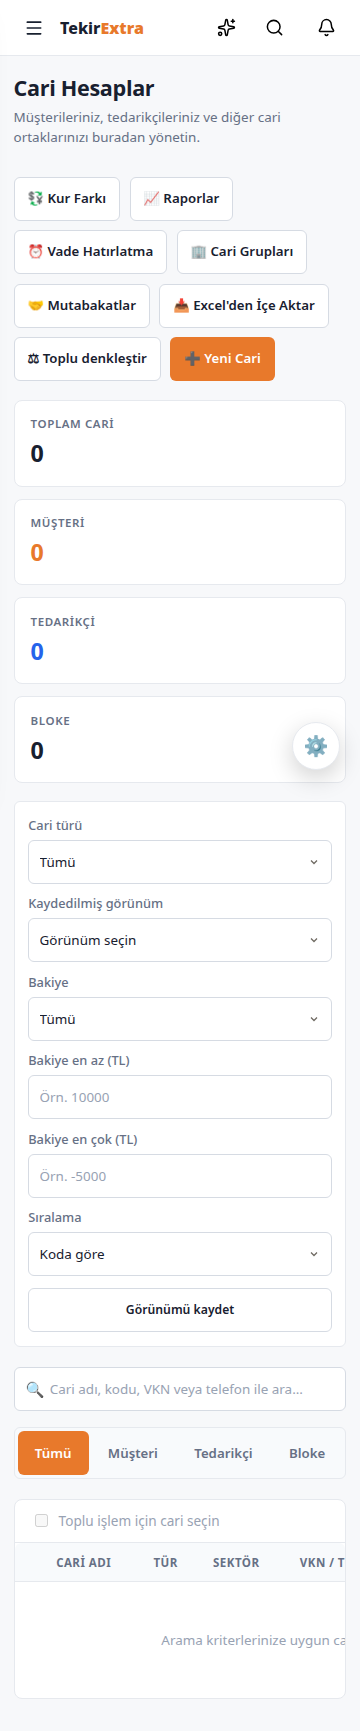 TekirExtra
Cari Hesaplar
Müşterileriniz, tedarikçileriniz ve diğer cari
ortaklarınızı buradan yönetin.
💱 Kur Farkı
📈 Raporlar
⏰ Vade Hatırlatma
🏢 Cari Grupları
🤝 Mutabakatlar
📥 Excel'den İçe Aktar
⚖ Toplu denkleştir
➕ Yeni Cari
TOPLAM CARİ
0
MÜŞTERİ
0
TEDARİKÇİ
0
BLOKE
0
Cari türü
Tümü
Kaydedilmiş görünüm
Görünüm seçin
Bakiye
Tümü
Bakiye en az (TL)
Örn. 10000
Bakiye en çok (TL)
Örn. -5000
Sıralama
Koda göre
Görünümü kaydet
🔍 Cari adı, kodu, VKN veya telefon ile ara...
Tümü Müşteri Tedarikçi Bloke
Toplu işlem için cari seçin
CARİ ADI TÜR SEKTÖR VKN / T
Arama kriterlerinize uygun ca